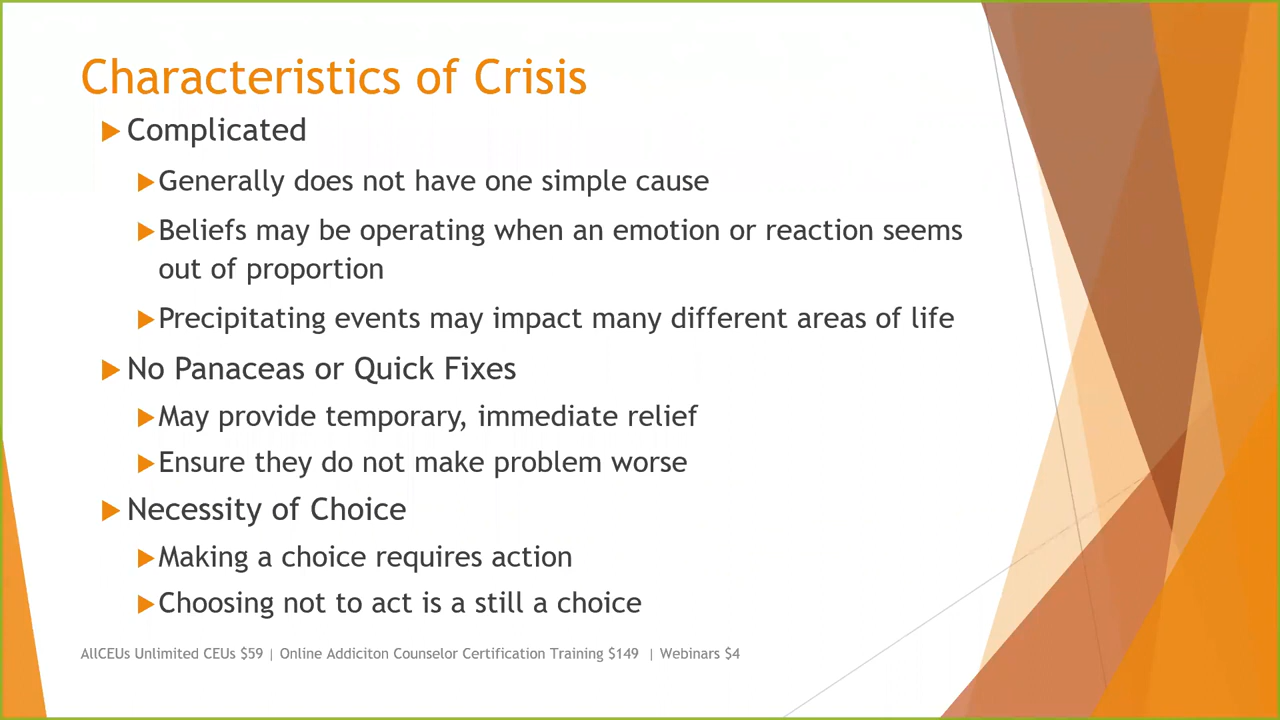 Characteristics of Crisis
Complicated
Generally does not have one simple cause
Beliefs may be operating when an emotion or reaction seems
out of proportion
Precipitating events may impact many different areas of life
No Panaceas or Quick Fixes
May provide temporary, immediate relief
Ensure they do not make problem worse
Necessity of Choice
Making a choice requires action
Choosing not to act is a still a choice
AllCEUs Unlimited CEUs $59 | Online Addiciton Counselor Certification Training $149 | Webinars $4